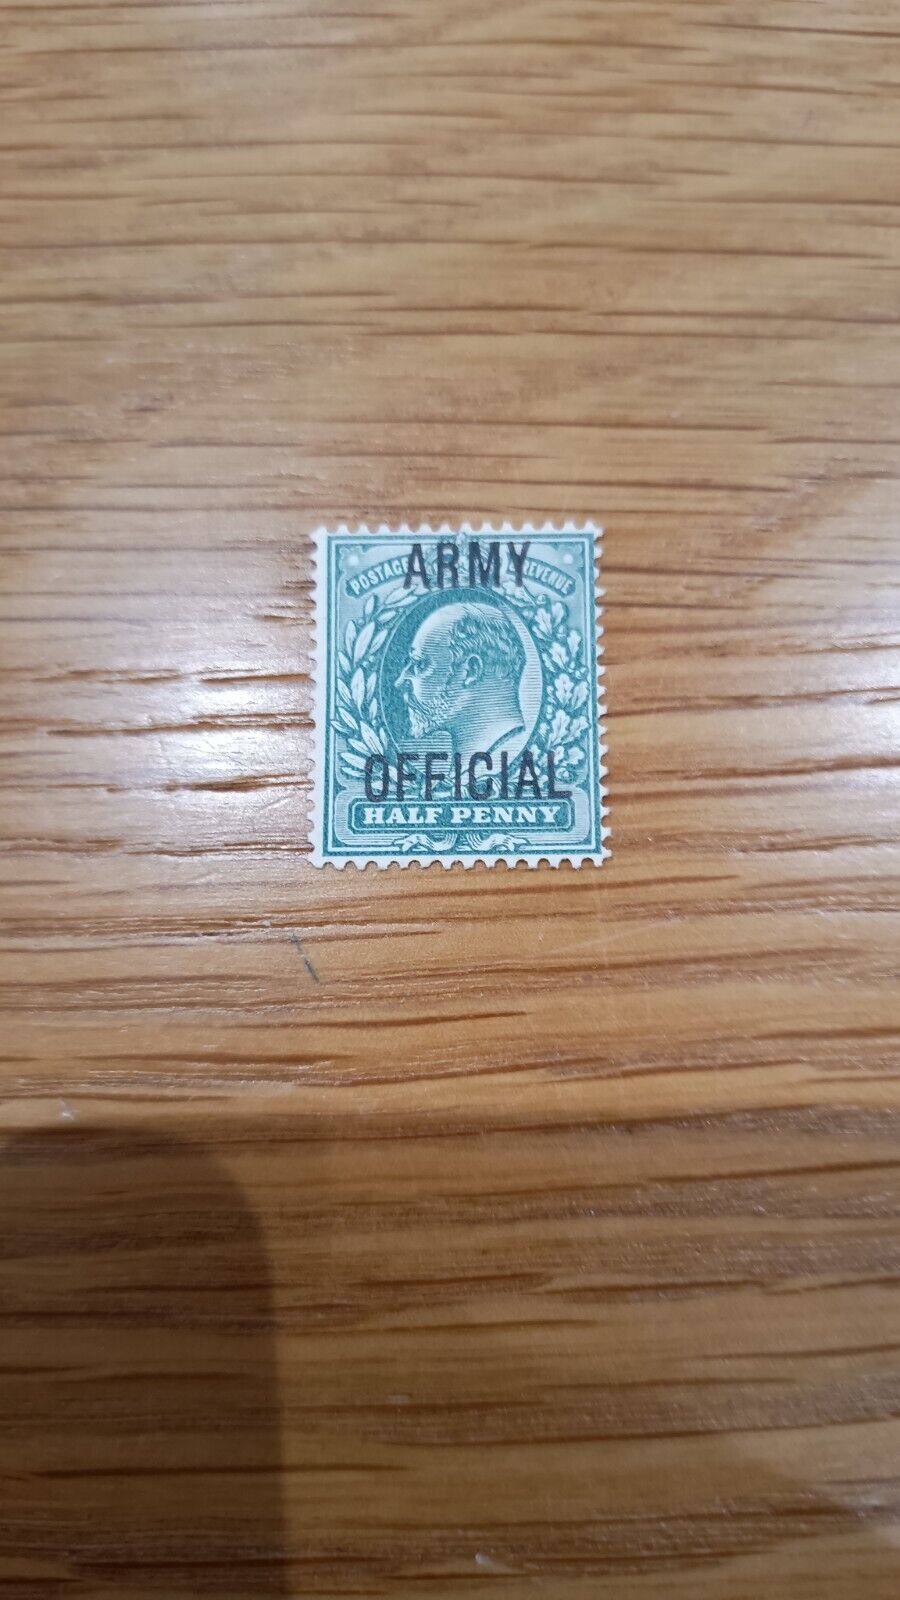 ARMY
POSTAGE REVENUE
OFFICIAL
HALF PENNY